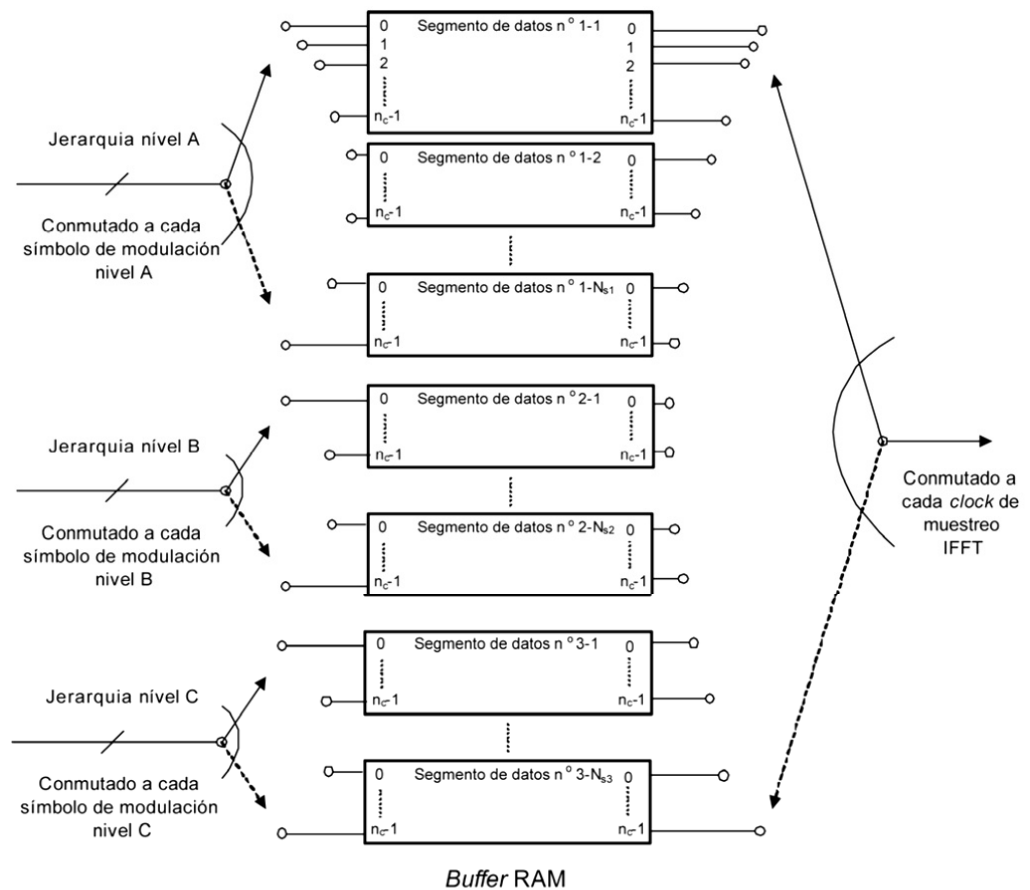 Segmento de datos n º 1-1
0
1
2
nc-1
0
1
2
nc-1
Jerarquia nível A
Conmutado a cada
símbolo de modulación
nivel A
Segmento de datos n º 1-2
0
nc-1
0
nc-1
Segmento de datos n º 1-Ns1
0
nc-1
0
nc-1
Jerarquia nível B
Conmutado a cada
símbolo de modulación
nivel B
Segmento de datos n º 2-1
0
nc-1
0
nc-1
Segmento de datos n º 2-Ns2
0
nc-1
0
nc-1
Jerarquia nível C
Conmutado a cada
símbolo de modulación
nivel C
Segmento de datos n º 3-1
0
nc-1
0
nc-1
Segmento de datos n º 3-Ns3
0
nc-1
0
nc-1
Conmutado a
cada clock de
muestreo
IFFT
Buffer RAM